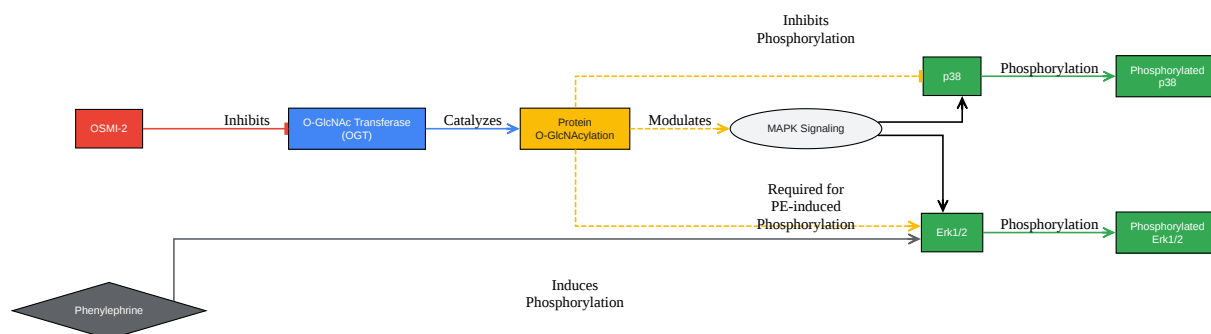 Inhibits
Phosphorylation
p38
Phosphorylation
Phosphorylated
p38
OSMI-2
Inhibits
O-GlcNAc Transferase
(OGT)
Catalyzes
Protein
O-GlcNAcylation
Modulates
MAPK Signaling
Required for
PE-induced
Phosphorylation
Erk1/2
Phosphorylation
Phosphorylated
Erk1/2
Induces
Phosphorylation
Phenylephrine